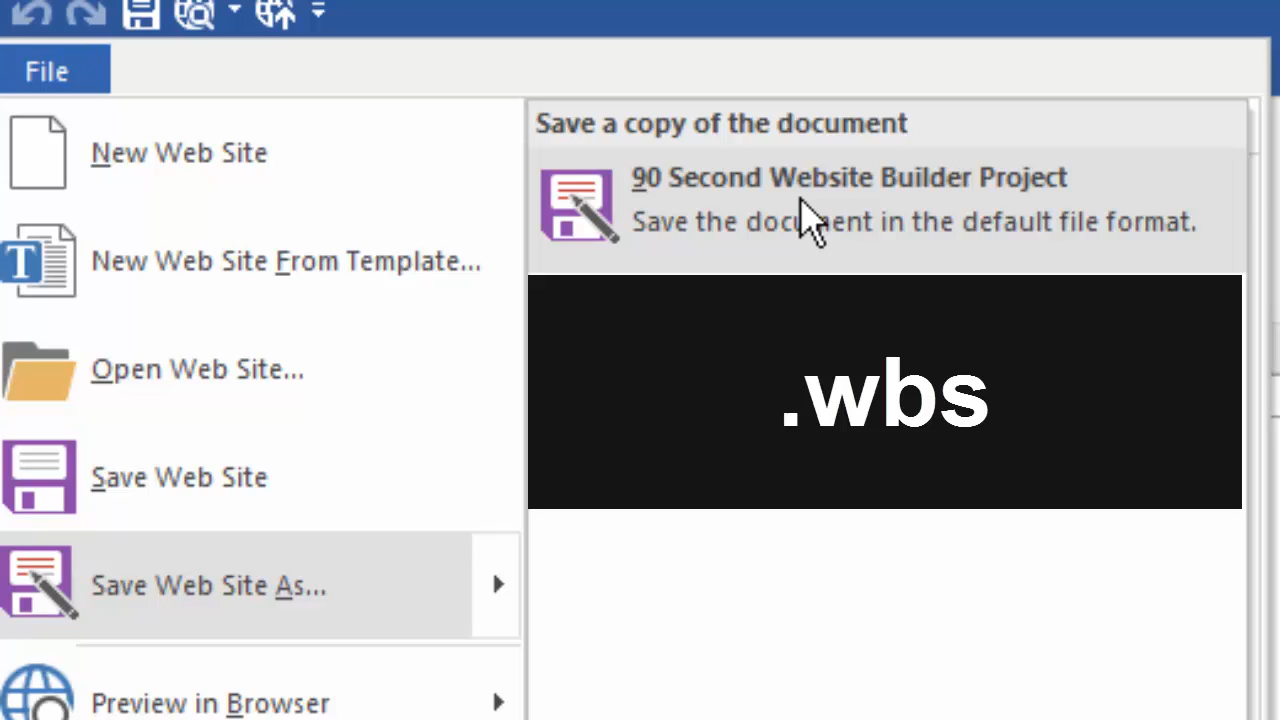 File
New Web Site
T
New Web Site From Template...
Open Web Site...
Save Web Site
Save Web Site As...
Preview in Browser
Save a copy of the document
90 Second Website Builder Project
Save the document in the default file format.
.wbs